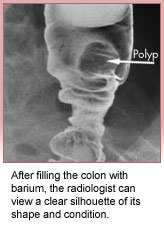 Polyp
After filling the colon with
barium, the radiologist can
view a clear silhouette of its
shape and condition.